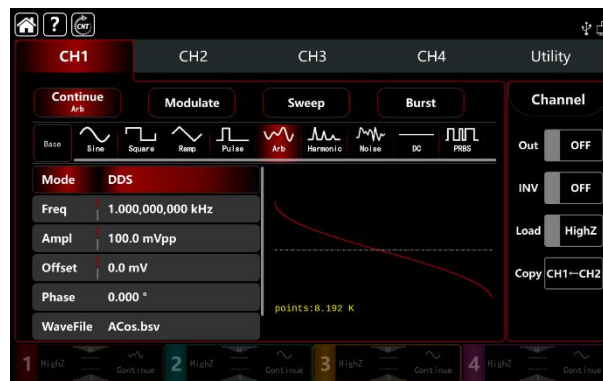 ? CNT
CH1 CH2 CH3 CH4 Utility
Continue Modulate Sweep Burst Channel
Arb
Base Sine Square Ramp Pulse Arb Harmonic Noise DC PRBS
Out OFF
Mode DDS
INV OFF
Freq 1.000,000,000 kHz
Load HighZ
Ampl 100.0 mVpp
Offset 0.0 mV
Copy CH1←CH2
Phase 0.000 °
points:8.192 K
WaveFile ACos.bsv
1 HighZ Continue 2 HighZ Continue 3 HighZ Continue 4 HighZ Continue